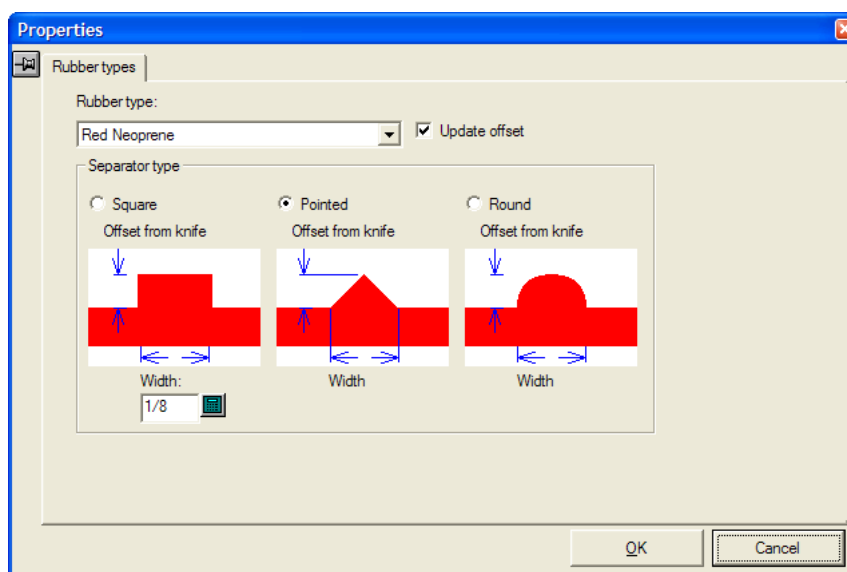 Properties
Rubber types
Rubber type:
Red Neoprene
Update offset
Separator type
Square
Pointed
Round
Offset from knife
Offset from knife
Offset from knife
Width:
Width
Width
1/8
OK
Cancel